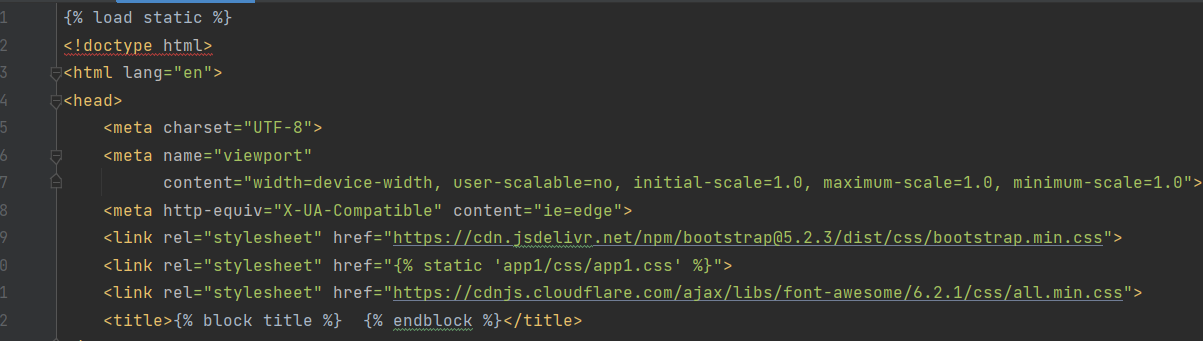 1 {% load static %}
2 <!doctype html>
3 <html lang="en">
4 <head>
5     <meta charset="UTF-8">
6     <meta name="viewport"
7           content="width=device-width, user-scalable=no, initial-scale=1.0, maximum-scale=1.0, minimum-scale=1.0">
8     <meta http-equiv="X-UA-Compatible" content="ie=edge">
9     <link rel="stylesheet" href="https://cdn.jsdelivr.net/npm/bootstrap@5.2.3/dist/css/bootstrap.min.css">
0     <link rel="stylesheet" href="{% static 'app1/css/app1.css' %}">
1     <link rel="stylesheet" href="https://cdnjs.cloudflare.com/ajax/libs/font-awesome/6.2.1/css/all.min.css">
2     <title>{% block title %}  {% endblock %}</title>